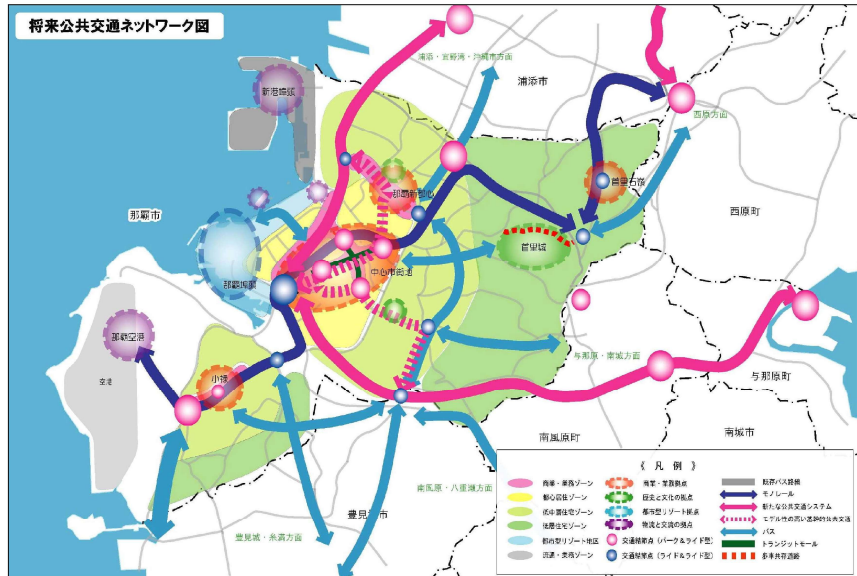 将来公共交通ネットワーク図
浦添・宜野湾・沖縄市方面
浦添市
新港埠頭
西原方面
首里石嶺
那覇新都心
西原町
那覇市
首里城
中心市街地
那覇埠頭
那覇空港
空港
小禄
与那原・南城方面
与那原町
南風原町
南城市
南風原・八重瀬方面
豊見城市
豊見城・糸満方面
《 凡 例 》
商業・業務ゾーン
都心居住ゾーン
低中層住宅ゾーン
低層住宅ゾーン
都市型リゾート地区
流通・業務ゾーン
商業・業務拠点
歴史と文化の拠点
都市型リゾート拠点
物流と交流の拠点
交通結節点（パーク＆ライド型）
交通結節点（ライド＆ライド型）
既存バス路線
モノレール
新たな公共交通システム
モデル性の高い基幹的公共交通
バス
トランジットモール
歩車共存道路